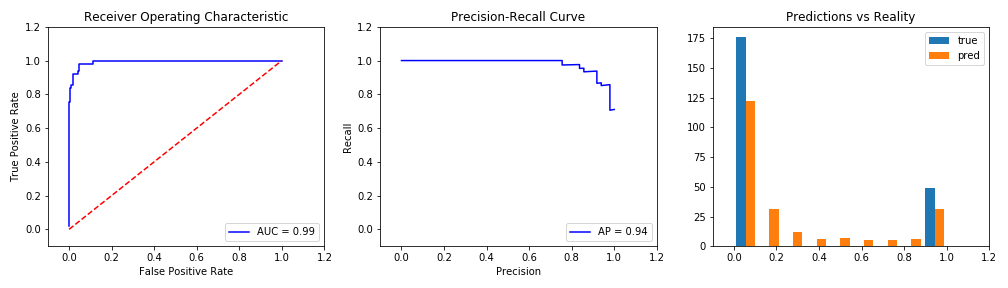 Receiver Operating Characteristic
1.2
1.0
0.8
0.6
0.4
0.2
0.0
True Positive Rate
AUC = 0.99
0.0 0.2 0.4 0.6 0.8 1.0 1.2
False Positive Rate
Precision-Recall Curve
1.2
1.0
0.8
0.6
0.4
0.2
0.0
Recall
AP = 0.94
0.0 0.2 0.4 0.6 0.8 1.0 1.2
Precision
Predictions vs Reality
true
pred
175
150
125
100
75
50
25
0
0.0 0.2 0.4 0.6 0.8 1.0 1.2